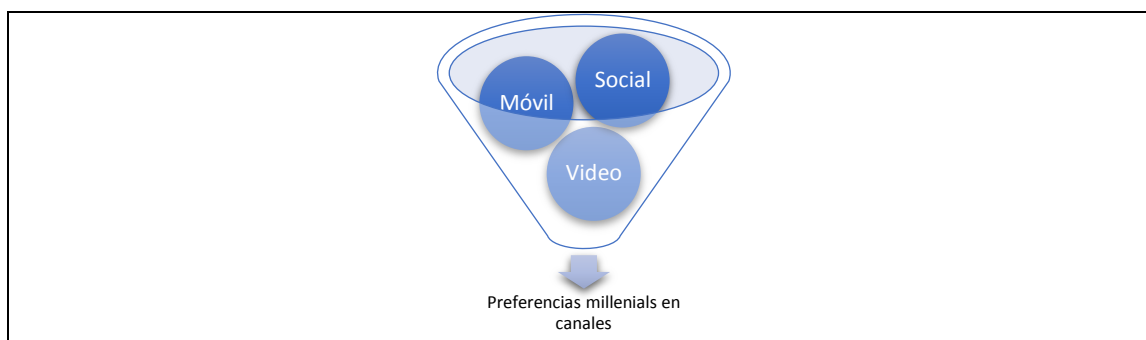 Social
Móvil
Video
Preferencias millenials en
canales